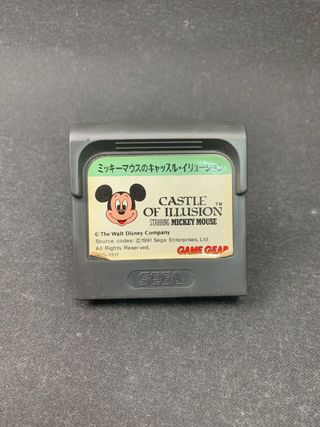 ミッキーマウスのキャッスル・イリュージョン
CASTLE
OF ILLUSION™
STARRING MICKEY MOUSE
© The Walt Disney Company
Source codes: © 1991 Sega Enterprises, Ltd.
All Rights Reserved.
GAME GEAR
SEGA